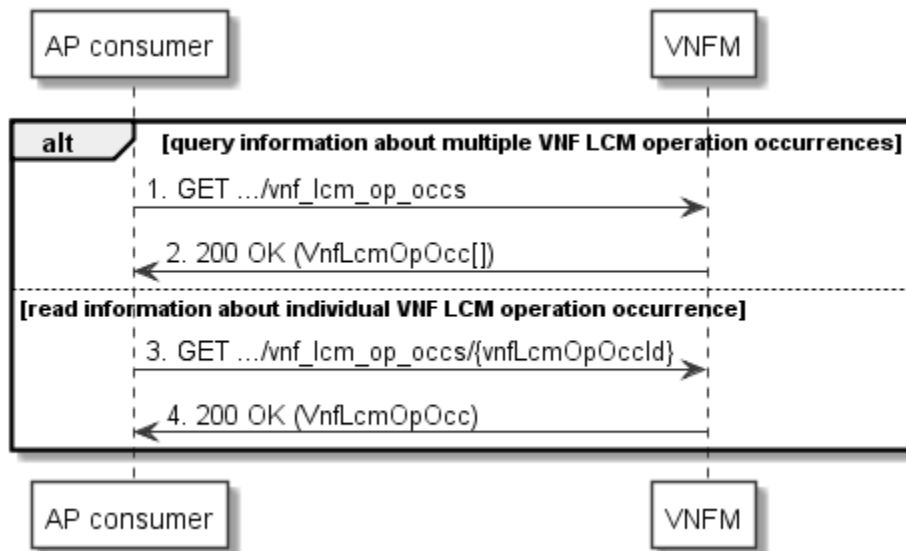 AP consumer
VNFM
alt
[query information about multiple VNF LCM operation occurrences]
1. GET .../vnf_lcm_op_occs
2. 200 OK (VnfLcmOpOcc[])
[read information about individual VNF LCM operation occurrence]
3. GET .../vnf_lcm_op_occs/{vnfLcmOpOccId}
4. 200 OK (VnfLcmOpOcc)
AP consumer
VNFM